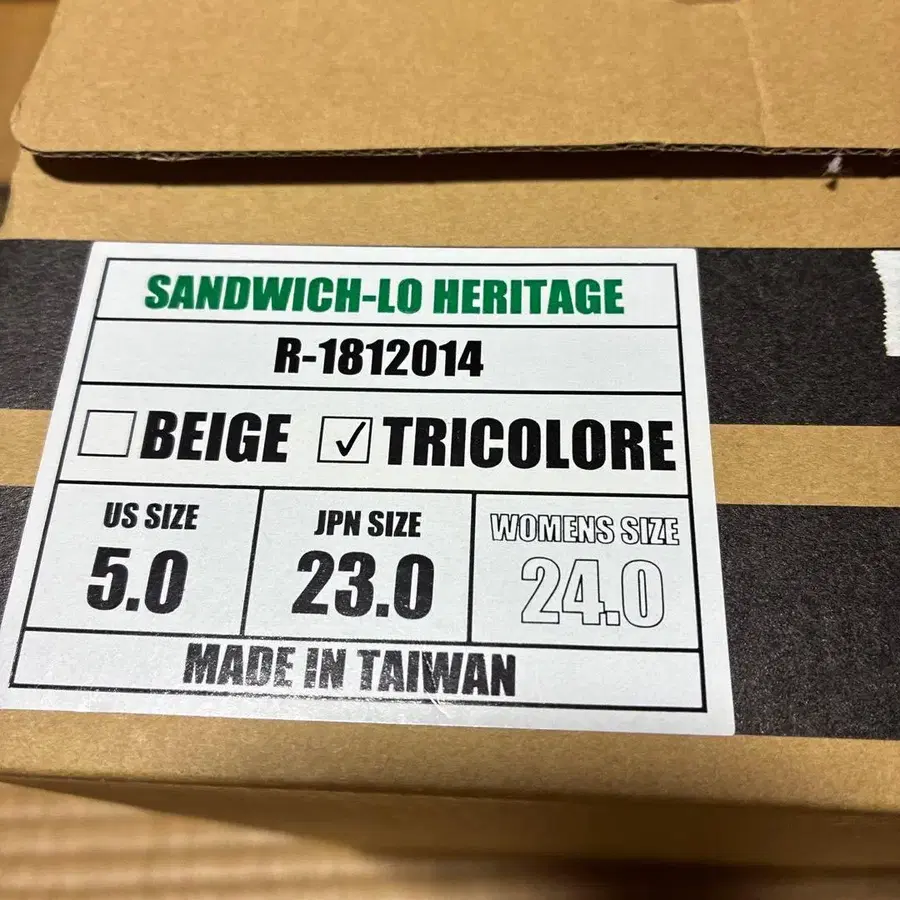 SANDWICH-LO HERITAGE
R-1812014
BEIGE TRICOLORE
US SIZE JPN SIZE WOMENS SIZE
5.0 23.0 24.0
MADE IN TAIWAN